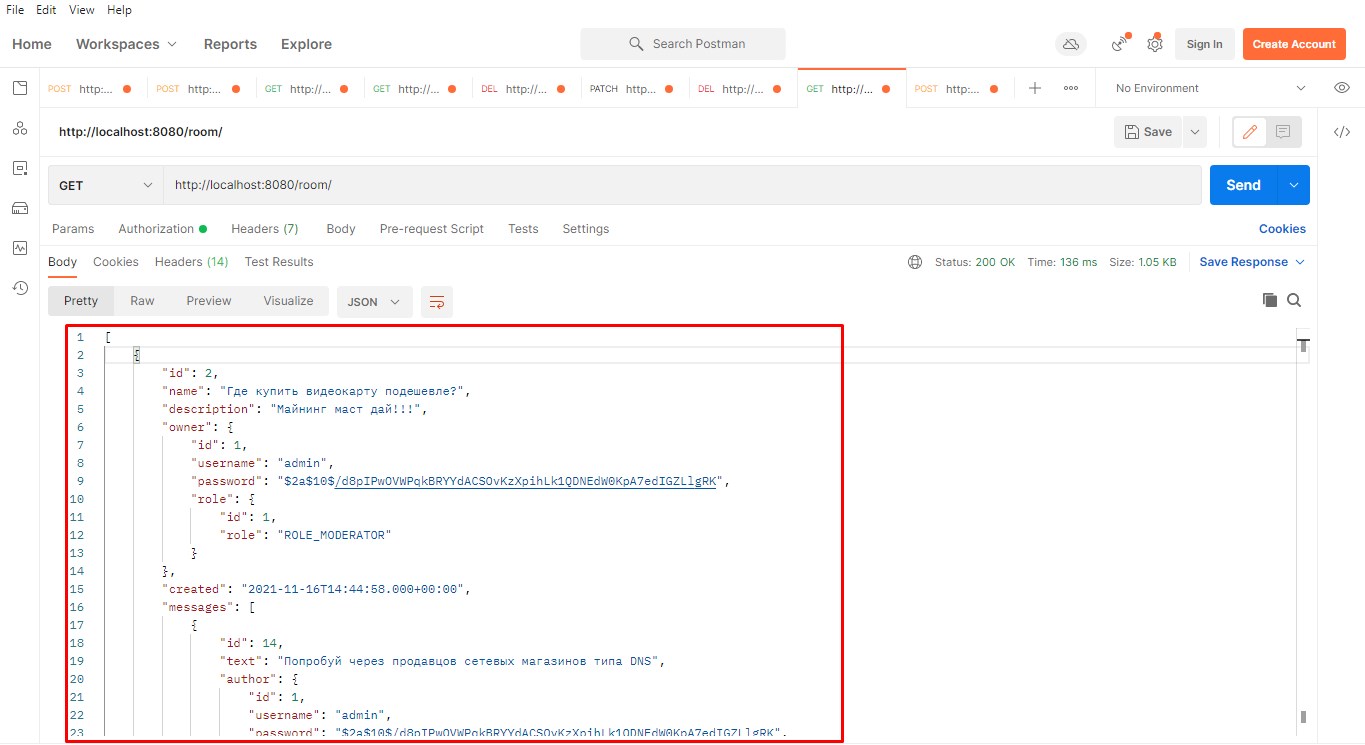 File Edit View Help
Home Workspaces Reports Explore Search Postman Sign In Create Account
POST http:... POST http:... GET http://... GET http://... DEL http://... PATCH http... DEL http://... GET http://... POST http:... No Environment
http://localhost:8080/room/ Save
GET http://localhost:8080/room/ Send
Params Authorization Headers (7) Body Pre-request Script Tests Settings Cookies
Body Cookies Headers (14) Test Results Status: 200 OK Time: 136 ms Size: 1.05 KB Save Response
Pretty Raw Preview Visualize JSON
1 [
2 {
3 "id": 2,
4 "name": "Где купить видеокарту подешевле?",
5 "description": "Майнинг маст дай!!!",
6 "owner": {
7 "id": 1,
8 "username": "admin",
9 "password": "$2a$10$/d8pIPwOVWPqkBRYYdACSOvKzXpihLk1QDNEdW0KpA7edIGZLlgRK",
10 "role": {
11 "id": 1,
12 "role": "ROLE_MODERATOR"
13 }
14 },
15 "created": "2021-11-16T14:44:58.000+00:00",
16 "messages": [
17 {
18 "id": 14,
19 "text": "Попробуй через продавцов сетевых магазинов типа DNS",
20 "author": {
21 "id": 1,
22 "username": "admin",
23 "password": "$2a$10$/d8pIPwOVWPqkBRYYdACSOvKzXpihLk1QDNEdW0KpA7edIGZLlgRK",